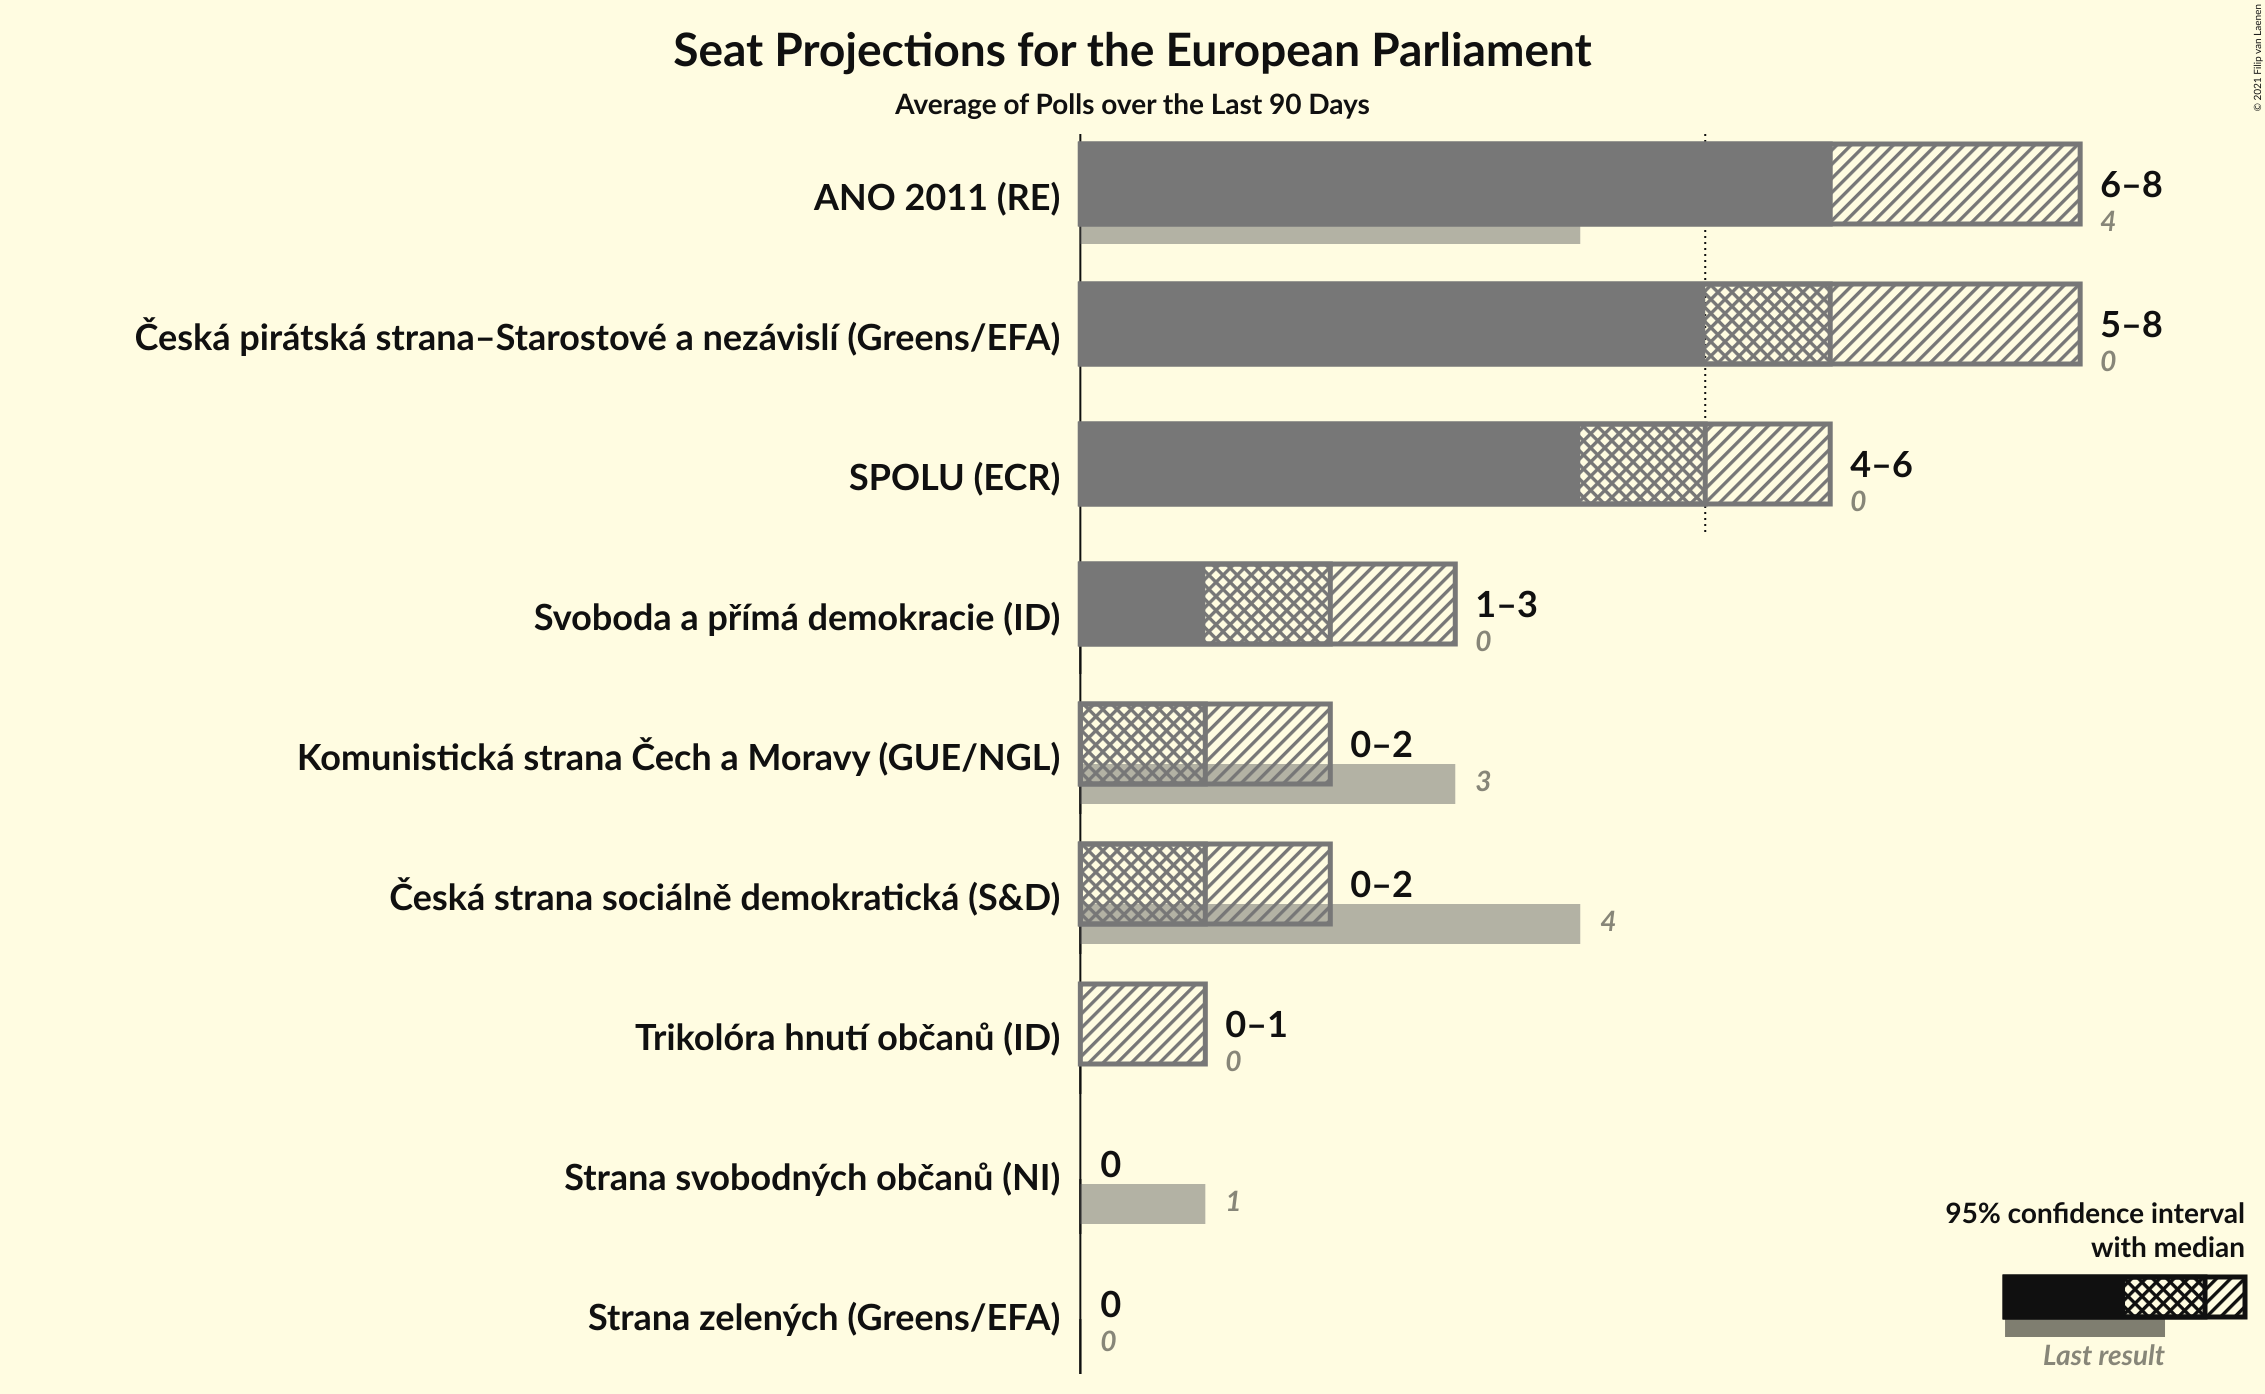 Seat Projections for the European Parliament
Average of Polls over the Last 90 Days
© 2021 Filip van Laenen
ANO 2011 (RE)
6–8
4
Česká pirátská strana–Starostové a nezávislí (Greens/EFA)
5–8
0
SPOLU (ECR)
4–6
0
Svoboda a přímá demokracie (ID)
1–3
0
Komunistická strana Čech a Moravy (GUE/NGL)
0–2
3
Česká strana sociálně demokratická (S&D)
0–2
4
Trikolóra hnutí občanů (ID)
0–1
0
Strana svobodných občanů (NI)
0
1
Strana zelených (Greens/EFA)
0
0
95% confidence interval
with median
Last result